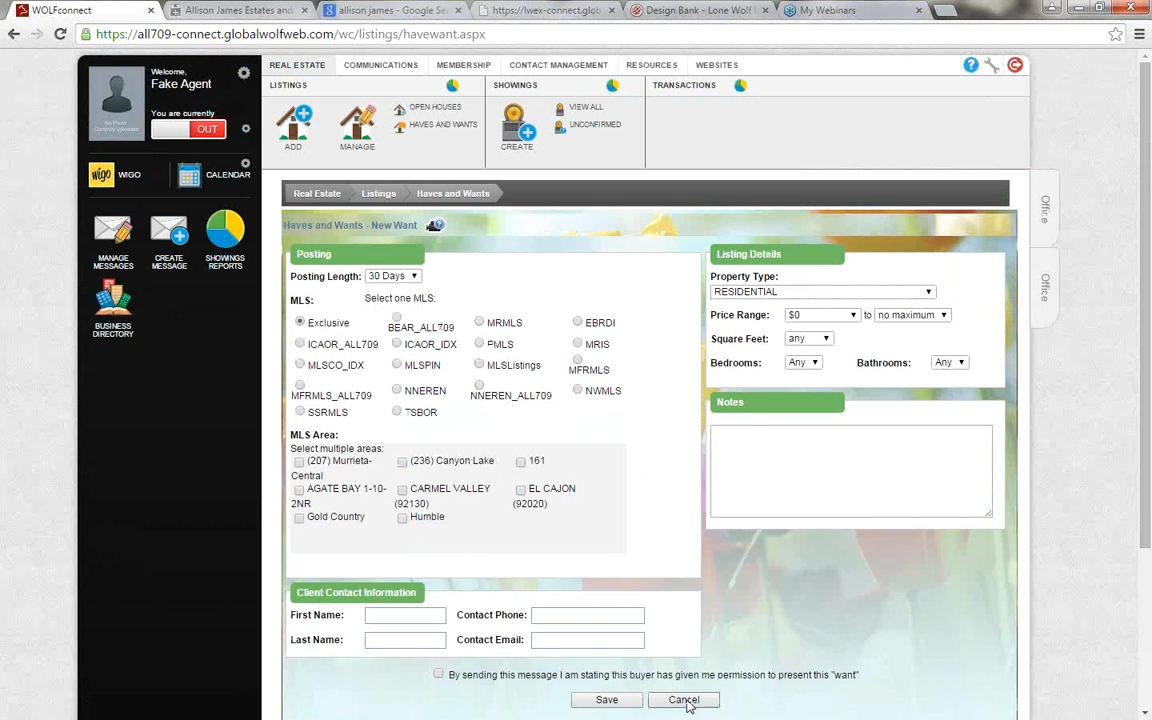 WOLFconnect
Allison James Estates and
allison james - Google Sea
https://lwex-connect.globa
Design Bank - Lone Wolf
My Webinars
https://all709-connect.globalwolfweb.com/wc/listings/havewant.aspx
Welcome,
Fake Agent
You are currently
OUT
wigo WIGO
CALENDAR
MANAGE MESSAGES
CREATE MESSAGE
SHOWINGS REPORTS
BUSINESS DIRECTORY
REAL ESTATE COMMUNICATIONS MEMBERSHIP CONTACT MANAGEMENT RESOURCES WEBSITES
LISTINGS SHOWINGS TRANSACTIONS
ADD
MANAGE
OPEN HOUSES
HAVES AND WANTS
CREATE
VIEW ALL
UNCONFIRMED
Real Estate Listings Haves and Wants
Office
Office
Haves and Wants - New Want
Posting
Posting Length: 30 Days
MLS: Select one MLS:
Exclusive BEAR_ALL709 MRMLS EBRDI
ICAOR_ALL709 ICAOR_IDX PMLS MRIS
MLSCO_IDX MLSPIN MLSListings MFRMLS
MFRMLS_ALL709 NNEREN NNEREN_ALL709 NWMLS
SSRMLS TSBOR
MLS Area:
Select multiple areas:
(207) Murrieta-Central (236) Canyon Lake 161
AGATE BAY 1-10-2NR CARMEL VALLEY (92130) EL CAJON (92020)
Gold Country Humble
Client Contact Information
First Name: Contact Phone:
Last Name: Contact Email:
Listing Details
Property Type:
RESIDENTIAL
Price Range: $0 to no maximum
Square Feet: any
Bedrooms: Any Bathrooms: Any
Notes
By sending this message I am stating this buyer has given me permission to present this "want"
Save Cancel